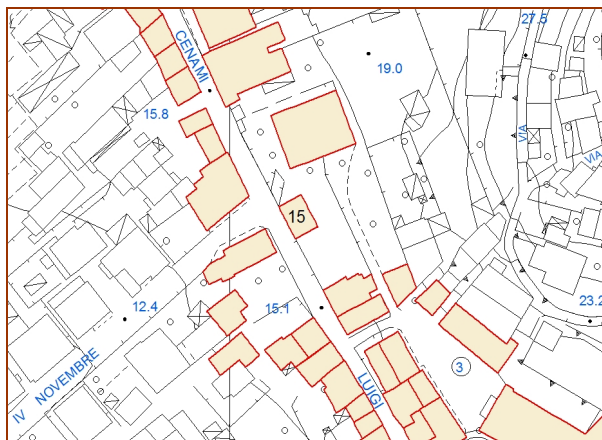 27.5
CENAMI
19.0
15.8
VIA
VIA
15
12.4
15.1
23.2
IV NOVEMBRE
3
LUIGI